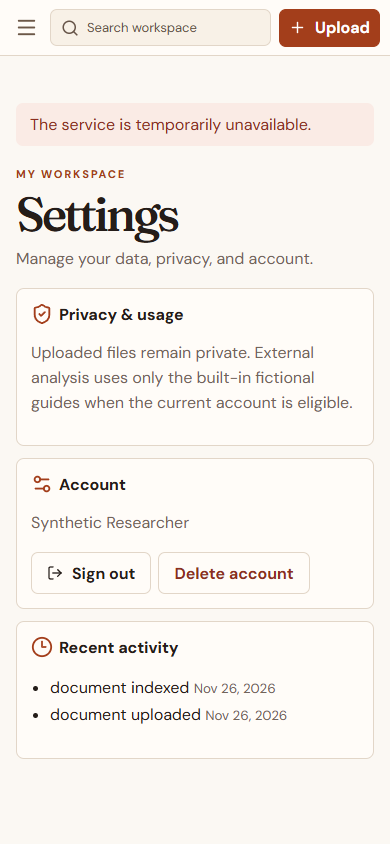 Search workspace
Upload
The service is temporarily unavailable.
MY WORKSPACE
Settings
Manage your data, privacy, and account.
Privacy & usage
Uploaded files remain private. External
analysis uses only the built-in fictional
guides when the current account is eligible.
Account
Synthetic Researcher
Sign out
Delete account
Recent activity
document indexed Nov 26, 2026
document uploaded Nov 26, 2026